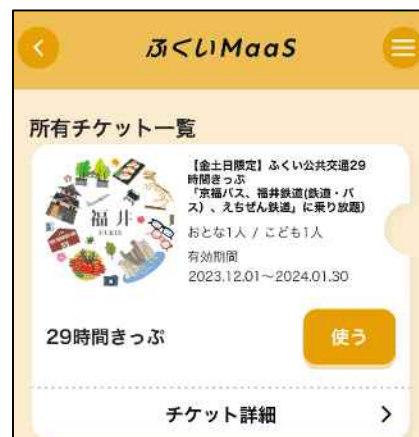 ふくいMaaS
所有チケット一覧
【金土日限定】ふくい公共交通29
時間きっぷ
「京福バス、福井鉄道(鉄道・バ
ス）、えちぜん鉄道」に乗り放題）
福井
FUKUI
おとな1人 / こども1人
有効期間
2023.12.01～2024.01.30
29時間きっぷ
使う
チケット詳細